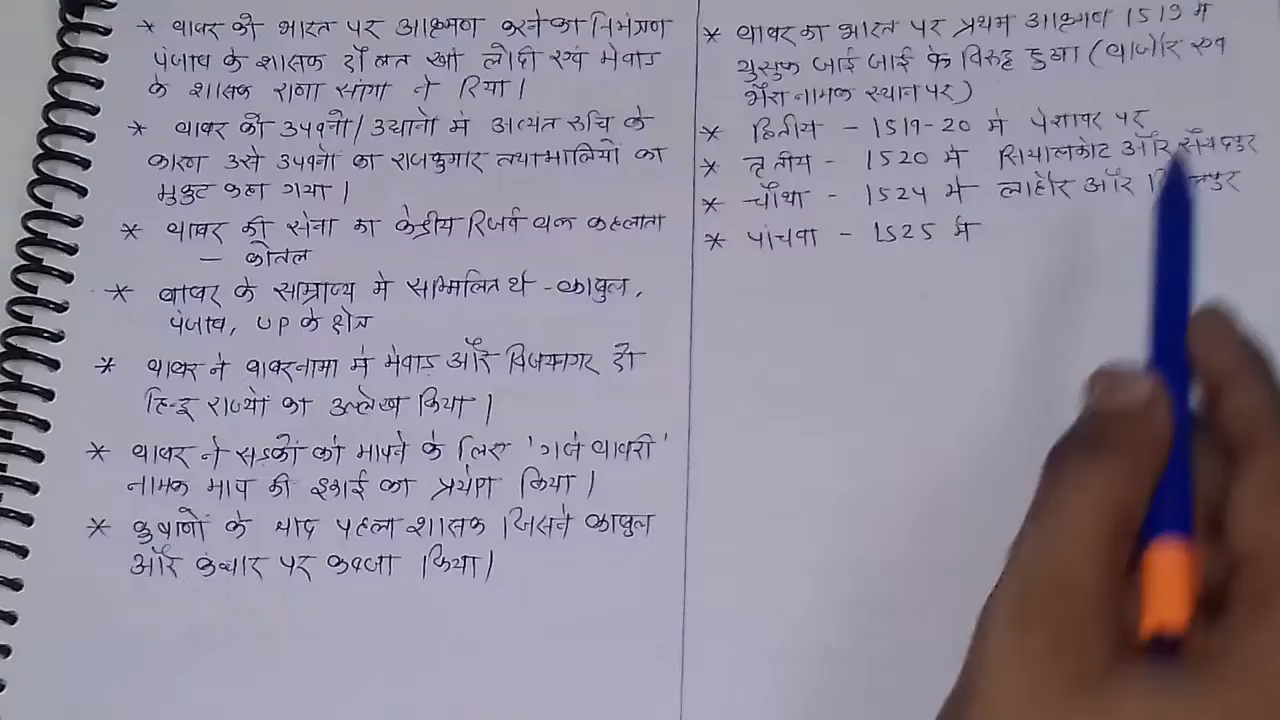 * बाबर को भारत पर आक्रमण करने का निमंत्रण
पंजाब के शासक दौलत खाँ लोदी एवं मेवाड
के शासक राणा सांगा ने दिया।
* बाबर की उपवनो/उद्यानो में अत्यंत रुचि के
कारण उसे उपवनो का राजकुमार तथा मालियो का
मुकुट कहा गया।
* बाबर की सेना का केंद्रीय रिजर्व बल कहलाता
- कोतल
* बाबर के साम्राज्य मे सम्मिलित थे - काबुल,
पंजाब, UP के क्षेत्र
* बाबर ने बाबरनामा में मेवाड़ और विजयनगर दो
हिन्दू राज्यों का उल्लेख किया।
* बाबर ने सड़कों को मापने के लिए 'गजे बाबरी'
नामक माप की इकाई का प्रयोग किया।
* कुषाणों के बाद पहला शासक जिसने काबुल
और कंधार पर कब्जा किया।
* बाबर का भारत पर प्रथम आक्रमण 1519 में
युसुफ जाई जाई के विरुद्ध हुआ (बाजौर एवं
भेरा नामक स्थान पर)
* द्वितीय - 1519-20 में पेशावर पर
* तृतीय - 1520 में सियालकोट और सैयदपुर
* चौथा - 1524 में लाहौर और
* पांचवा - 1525 में